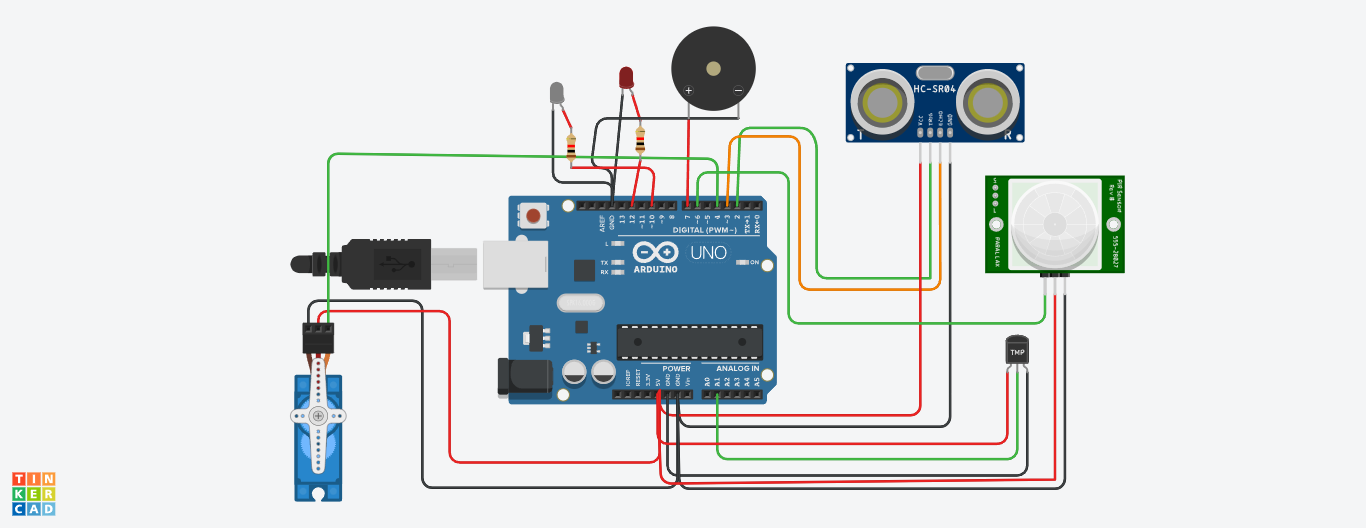 HC-SR04
VCC
TRIG
ECHO
GND
T
R
+
−
PIR Sensor
Rev B
555-28027
PARALLAX
AREF
GND
13
12
~11
~10
~9
8
7
~6
~5
4
~3
2
TX→1
RX←0
DIGITAL (PWM~)
L
TX
RX
ARDUINO
UNO
ON
TMP
POWER
ANALOG IN
IOREF
RESET
3.3V
5V
GND
GND
Vin
A0
A1
A2
A3
A4
A5
TIN
KER
CAD